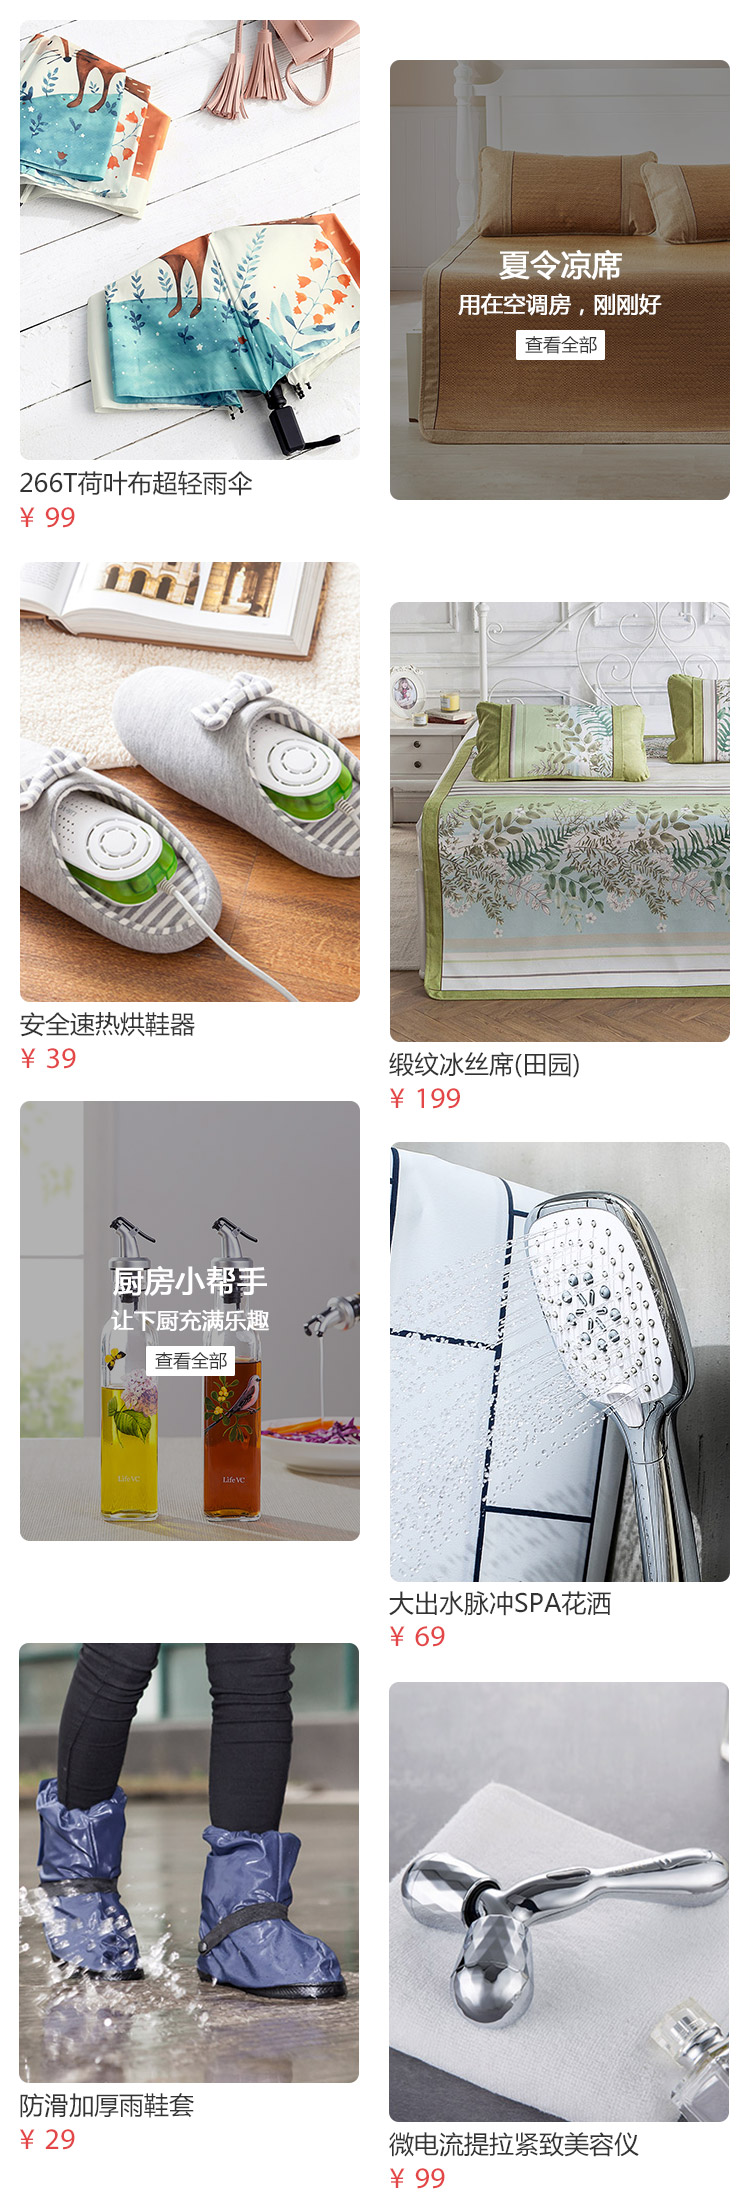 夏令凉席
用在空调房，刚刚好
查看全部
266T荷叶布超轻雨伞
¥ 99
安全速热烘鞋器
¥ 39
缎纹冰丝席(田园)
¥ 199
厨房小帮手
让下厨充满乐趣
查看全部
LifeVC
LifeVC
大出水脉冲SPA花洒
¥ 69
防滑加厚雨鞋套
¥ 29
微电流提拉紧致美容仪
¥ 99